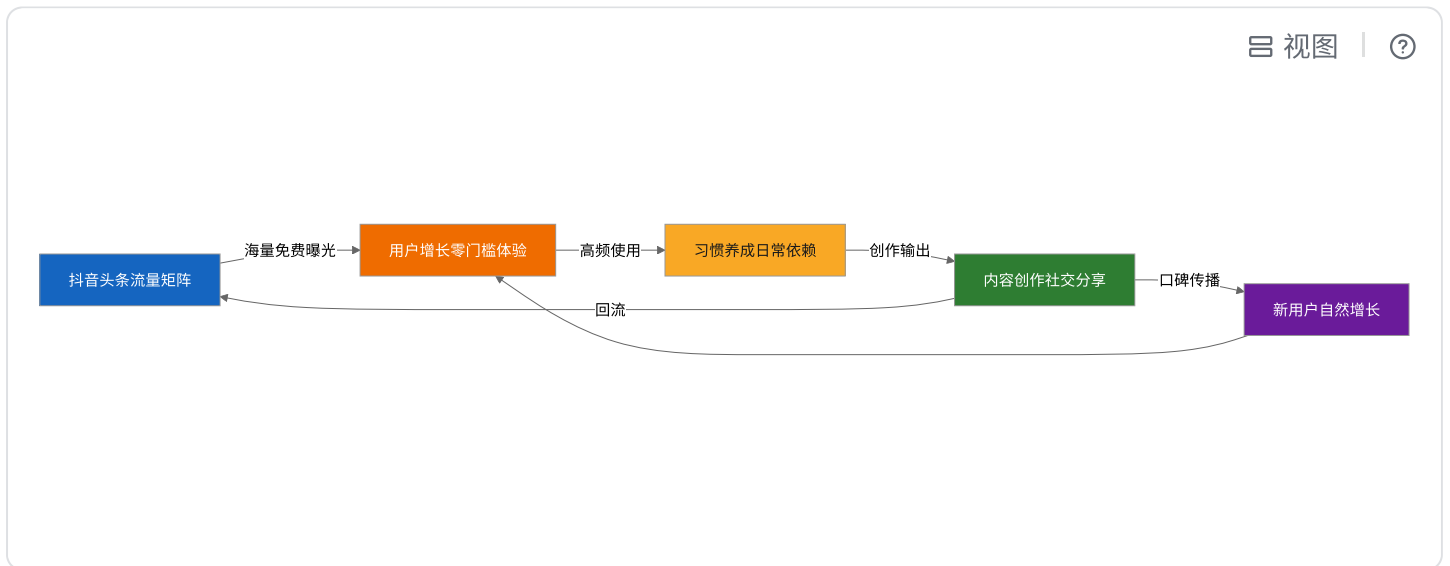 视图
抖音头条流量矩阵
海量免费曝光
用户增长零门槛体验
高频使用
习惯养成日常依赖
创作输出
内容创作社交分享
口碑传播
新用户自然增长
回流